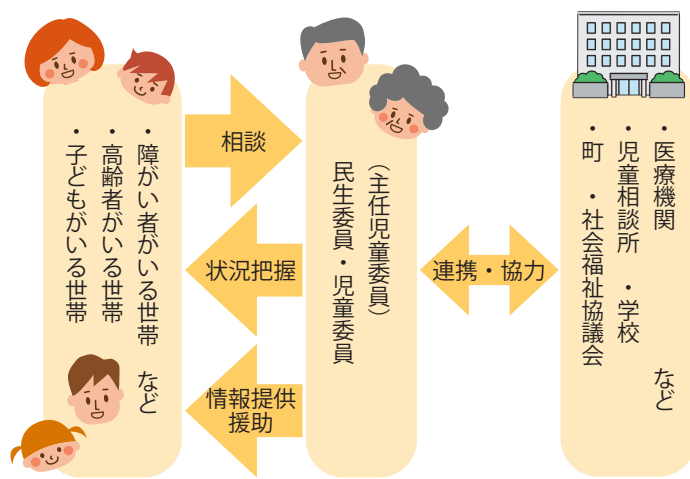 ・障がい者がいる世帯 など
・高齢者がいる世帯
・子どもがいる世帯
相談
状況把握
情報提供
援助
(主任児童委員)
民生委員・児童委員
連携・協力
・医療機関 など
・児童相談所 ・学校
・町 ・社会福祉協議会